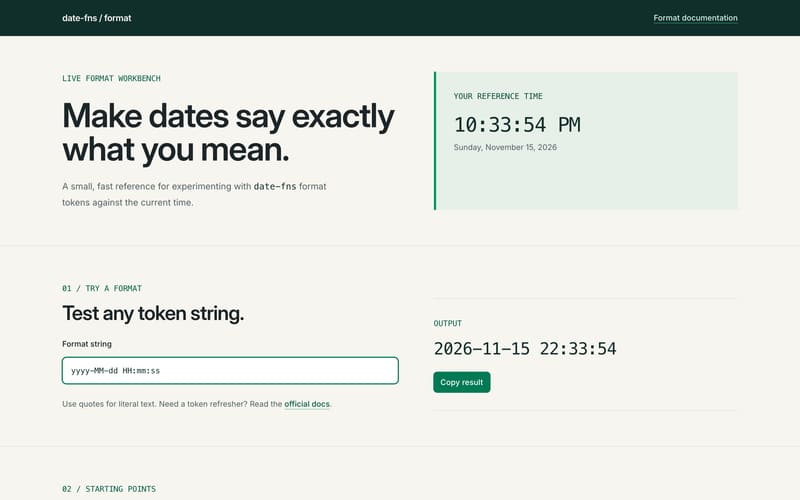 date-fns / format
Format documentation
LIVE FORMAT WORKBENCH
Make dates say exactly
what you mean.
A small, fast reference for experimenting with date-fns format
tokens against the current time.
YOUR REFERENCE TIME
10:33:54 PM
Sunday, November 15, 2026
01 / TRY A FORMAT
Test any token string.
Format string
yyyy-MM-dd HH:mm:ss
Use quotes for literal text. Need a token refresher? Read the official docs.
OUTPUT
2026-11-15 22:33:54
Copy result
02 / STARTING POINTS